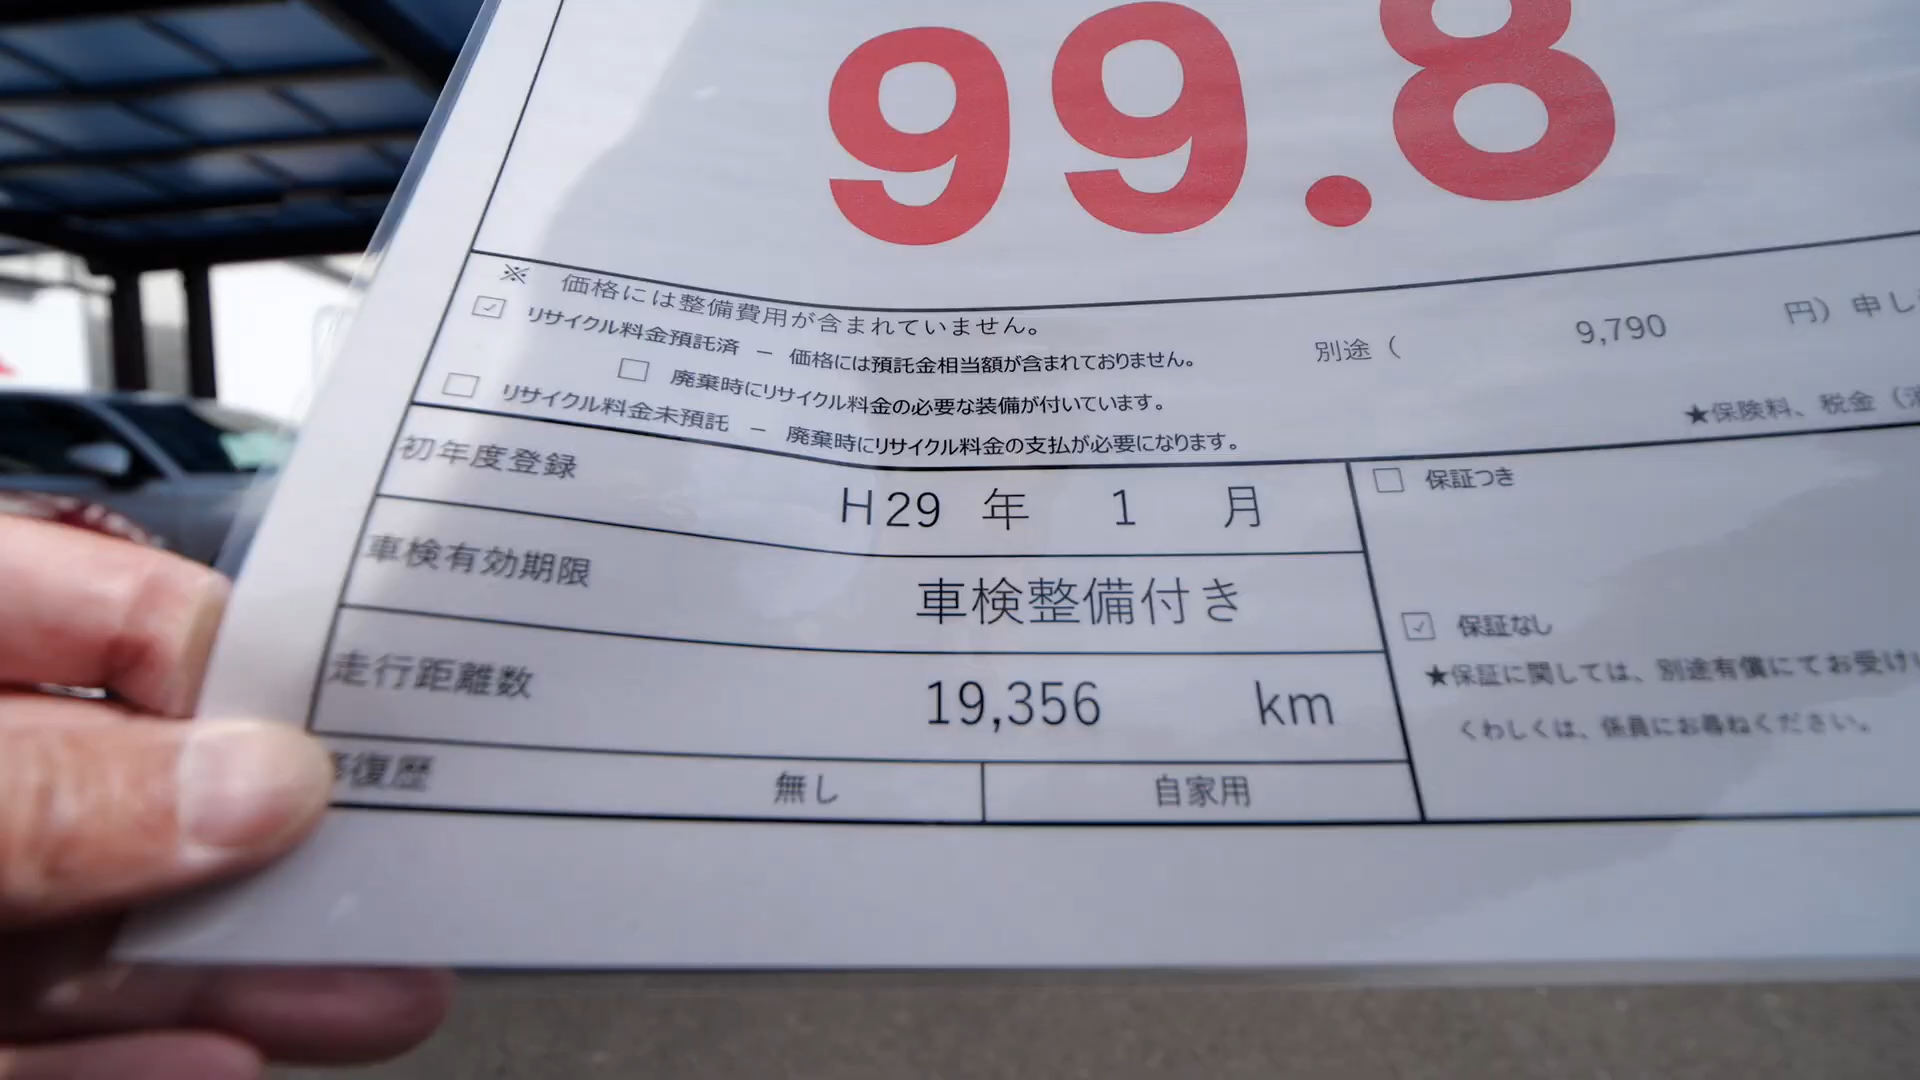 99.8
※ 価格には整備費用が含まれていません。
☑ リサイクル料金預託済 － 価格には預託金相当額が含まれておりません。 別途（ 9,790 円）申し
□ 廃棄時にリサイクル料金の必要な装備が付いています。
□ リサイクル料金未預託 － 廃棄時にリサイクル料金の支払が必要になります。
★保険料、税金（消
初年度登録 H29 年 1 月
車検有効期限 車検整備付き
走行距離数 19,356 km
修復歴 無し 自家用
□ 保証つき
☑ 保証なし
★保証に関しては、別途有償にてお受け
くわしくは、係員にお尋ねください。